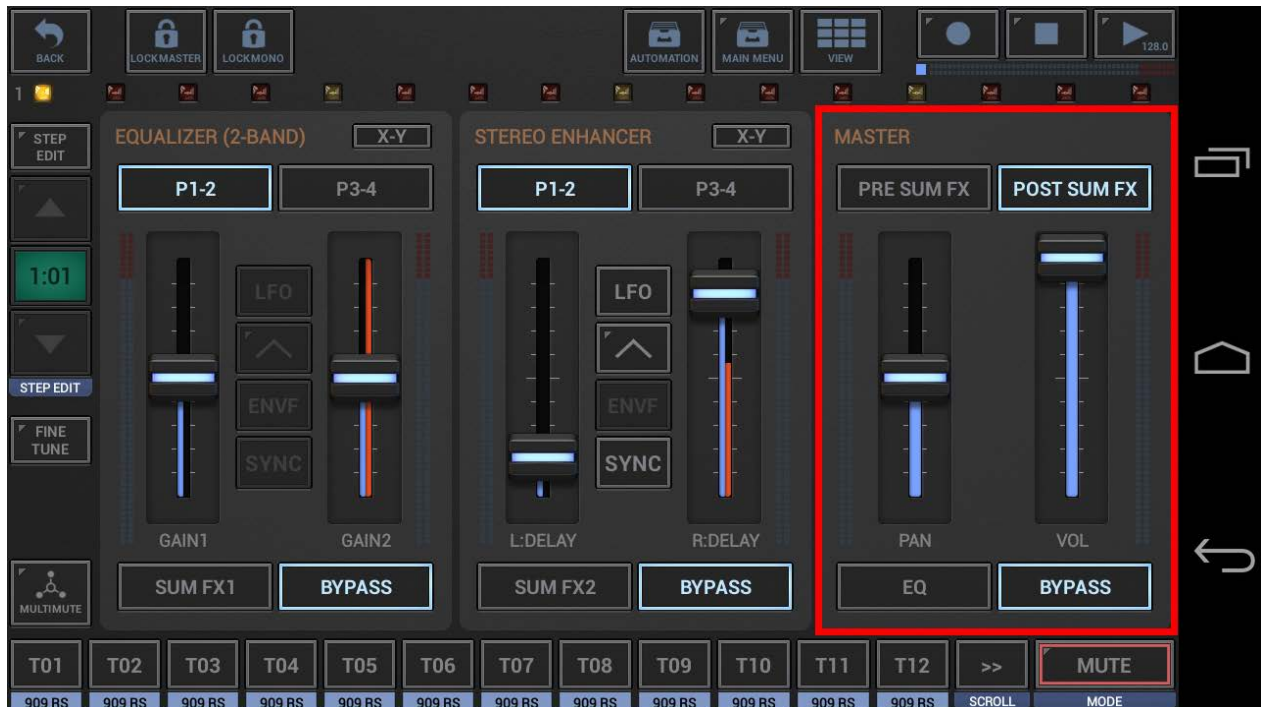 BACK
LOCKMASTER
LOCKMONO
AUTOMATION
MAIN MENU
VIEW
128.0
1
STEP
EDIT
1:01
STEP EDIT
FINE
TUNE
MULTIMUTE
EQUALIZER (2-BAND)
X-Y
P1-2
P3-4
LFO
ENVF
SYNC
GAIN1
GAIN2
SUM FX1
BYPASS
STEREO ENHANCER
X-Y
P1-2
P3-4
LFO
ENVF
SYNC
L:DELAY
R:DELAY
SUM FX2
BYPASS
MASTER
PRE SUM FX
POST SUM FX
PAN
VOL
EQ
BYPASS
T01 T02 T03 T04 T05 T06 T07 T08 T09 T10 T11 T12 >> MUTE
909 BS 909 BS 909 BS 909 BS 909 BS 909 BS 909 BS 909 BS 909 BS 909 BS 909 BS 909 BS SCROLL MODE